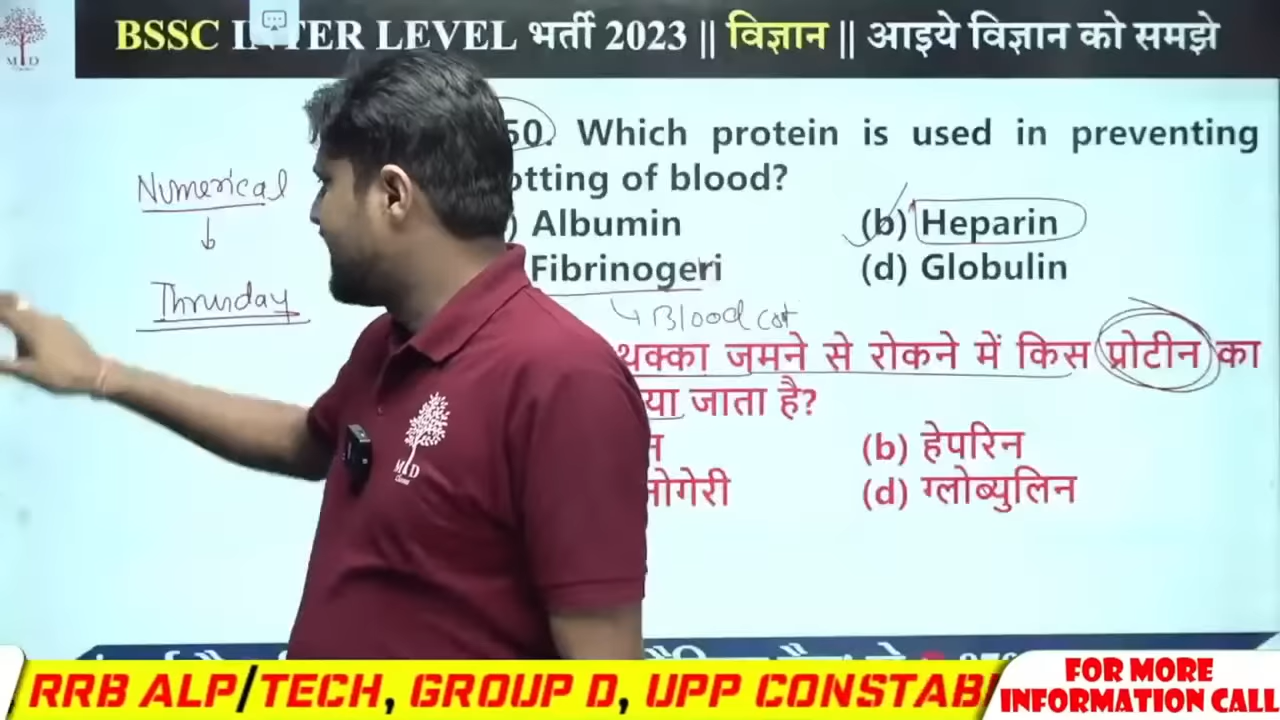 BSSC INTER LEVEL भर्ती 2023 || विज्ञान || आइये विज्ञान को समझे
M D
50. Which protein is used in preventing
otting of blood?
) Albumin (b) Heparin
Fibrinogeri (d) Globulin
Blood cot
Numerical
Thrusday
थक्का जमने से रोकने में किस प्रोटीन का
या जाता है?
(b) हेपरिन
नोगेरी (d) ग्लोब्युलिन
M D
Classes
RRB ALP/TECH, GROUP D, UPP CONSTAB
FOR MORE
INFORMATION CALL